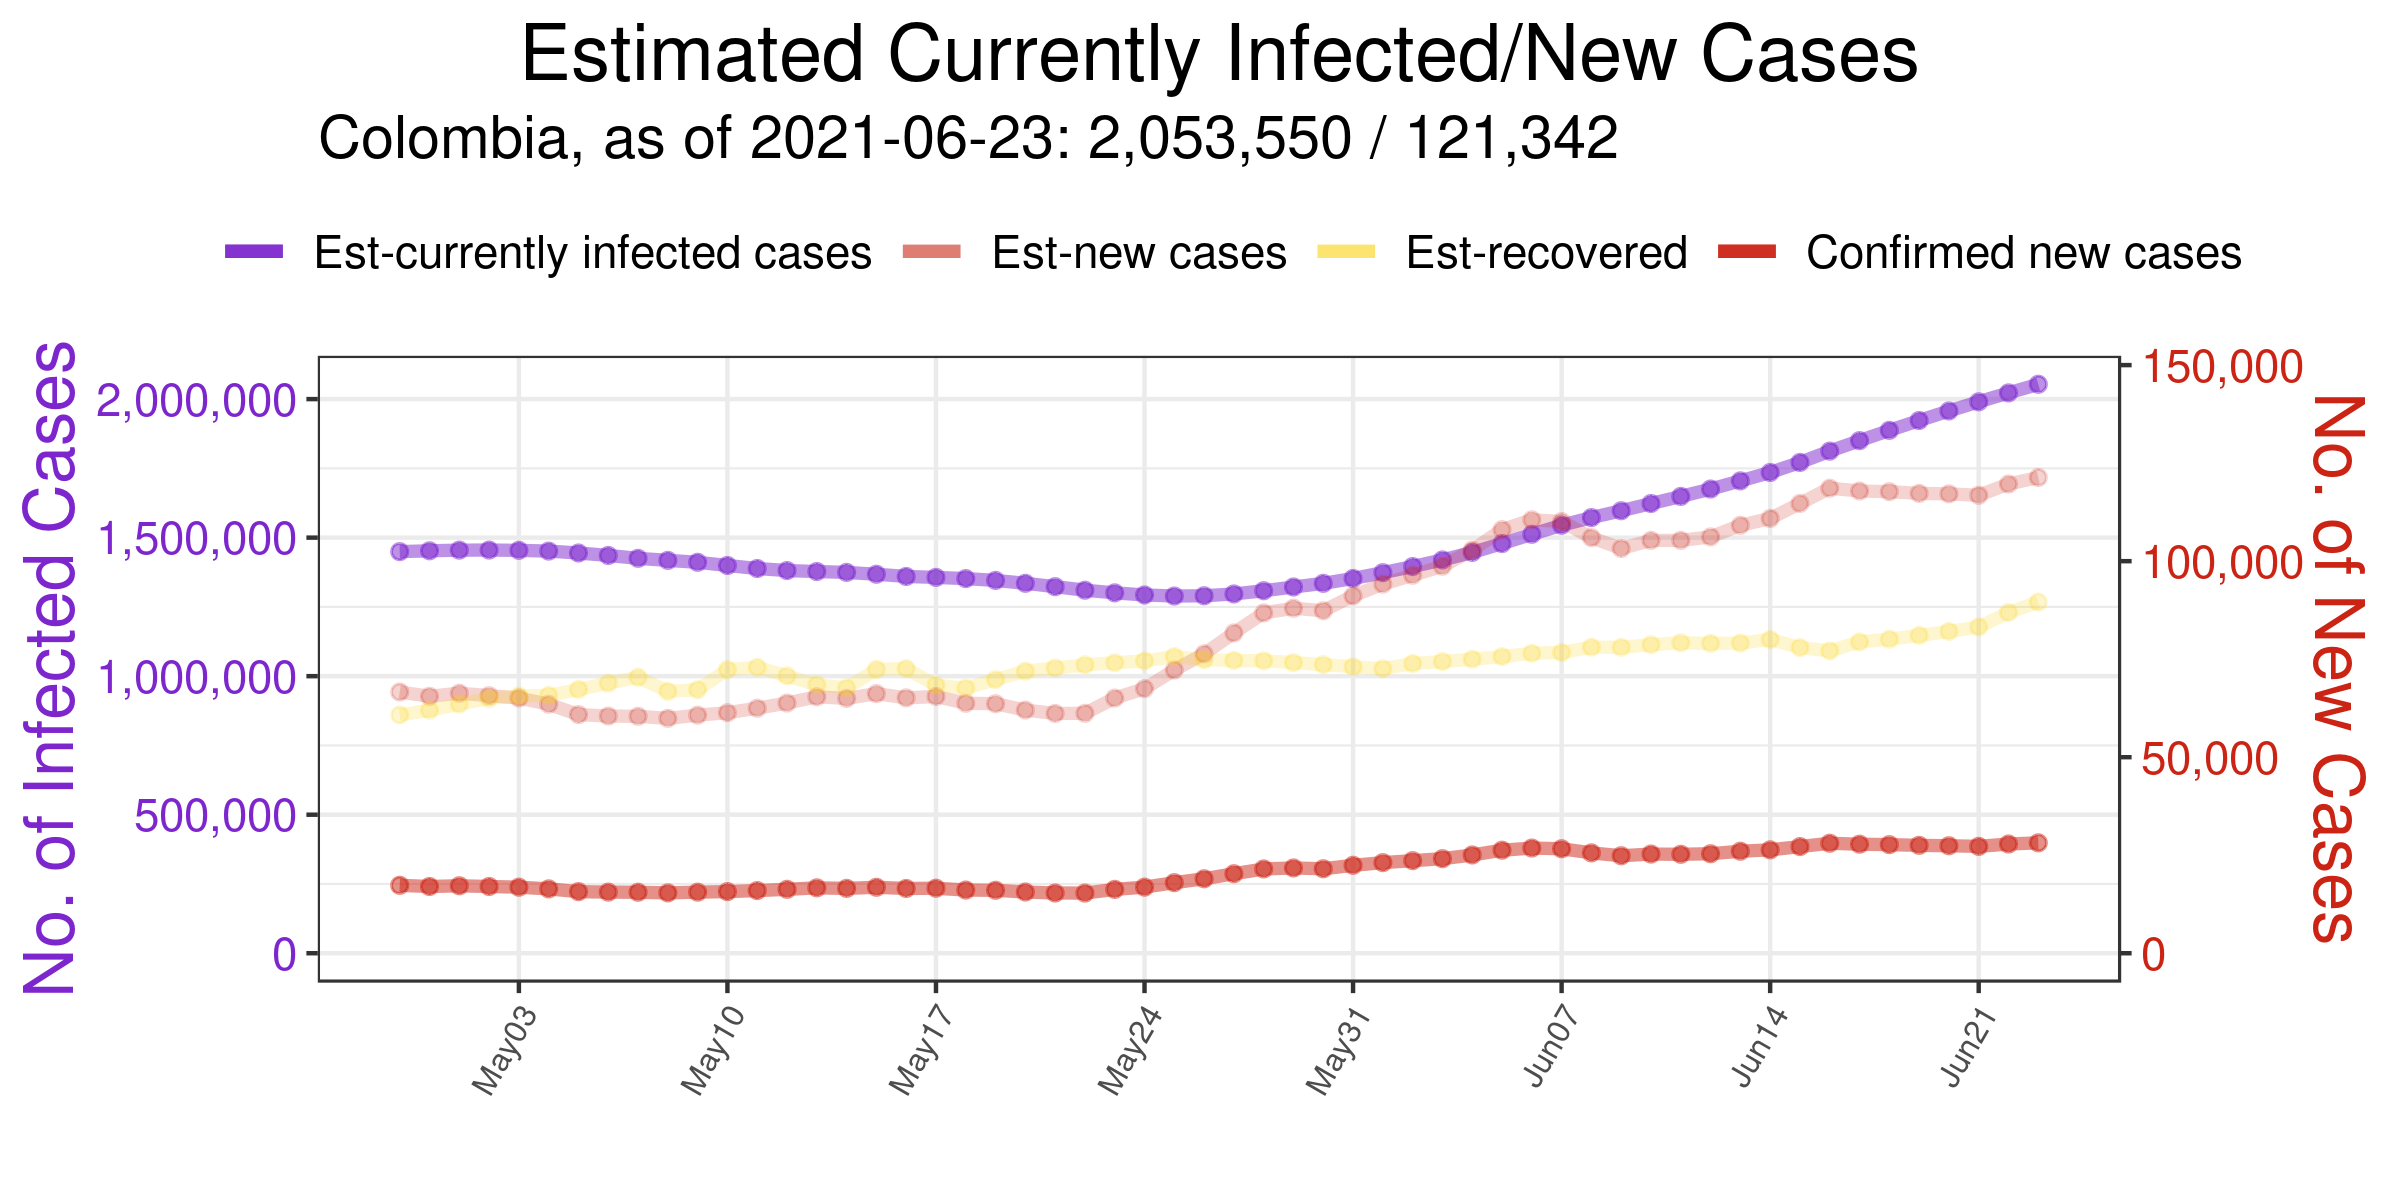 Estimated Currently Infected/New Cases
Colombia, as of 2021-06-23: 2,053,550 / 121,342
Est-currently infected cases Est-new cases Est-recovered Confirmed new cases
No. of Infected Cases
2,000,000
1,500,000
1,000,000
500,000
0
150,000
100,000
50,000
0
No. of New Cases
May03 May10 May17 May24 May31 Jun07 Jun14 Jun21